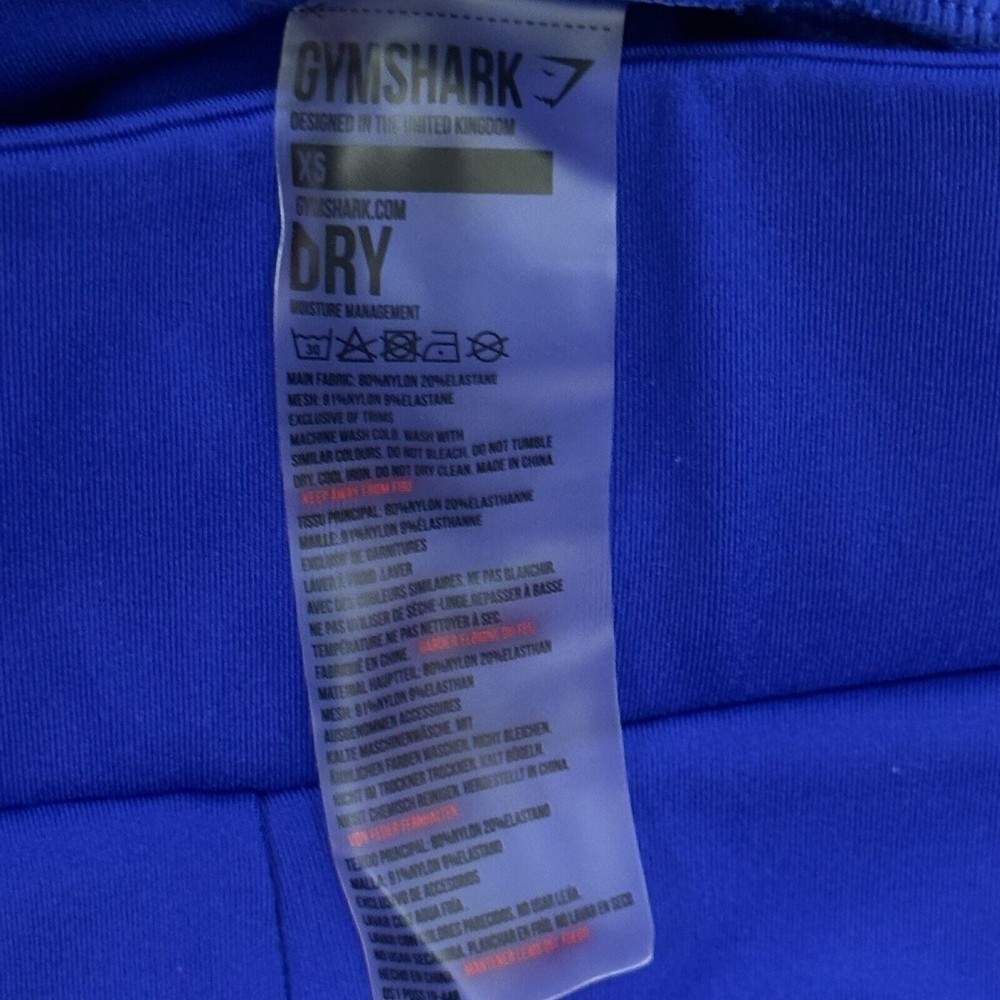 GYMSHARK
DESIGNED IN THE UNITED KINGDOM
XS
GYMSHARK.COM
DRY
MOISTURE MANAGEMENT
30
MAIN FABRIC: 80%NYLON 20%ELASTANE
MESH: 91%NYLON 9%ELASTANE
EXCLUSIVE OF TRIMS
MACHINE WASH COLD. WASH WITH
SIMILAR COLOURS. DO NOT BLEACH. DO NOT TUMBLE
DRY. COOL IRON. DO NOT DRY CLEAN. MADE IN CHINA
KEEP AWAY FROM FIRE
TISSU PRINCIPAL: 80%NYLON 20%ELASTHANNE
MAILLE: 91%NYLON 9%ELASTHANNE
EXCLUSIF DE GARNITURES
LAVER À FROID .LAVER
AVEC DES COULEURS SIMILAIRES. NE PAS BLANCHIR.
NE PAS UTILISER DE SÈCHE-LINGE.REPASSER À BASSE
TEMPÉRATURE.NE PAS NETTOYER À SEC.
FABRIQUÉ EN CHINE. GARDER ÉLOIGNÉ DU FEU
MATERIAL HAUPTTEIL: 80%NYLON 20%ELASTHAN
MESH: 91%NYLON 9%ELASTHAN
AUSGENOMMEN ACCESSOIRES
KALTE MASCHINENWÄSCHE. MIT
ÄHNLICHEN FARBEN WASCHEN. NICHT BLEICHEN.
NICHT IM TROCKNER TROCKNEN. KALT BÜGELN.
NICHT CHEMISCH REINIGEN. HERGESTELLT IN CHINA.
VON FEUER FERNHALTEN.
TEJIDO PRINCIPAL: 80%NYLON 20%ELASTANO
MALLA: 91%NYLON 9%ELASTANO
EXCLUSIVO DE ACCESORIOS
LAVAR CON AGUA FRÍA .
LAVAR CON COLORES PARECIDOS. NO USAR LEJÍA.
NO USAR SECADORA. PLANCHAR EN FRÍO. NO LAVAR EN SECO
HECHO EN CHINA. MANTENER LEJOS DEL FUEGO